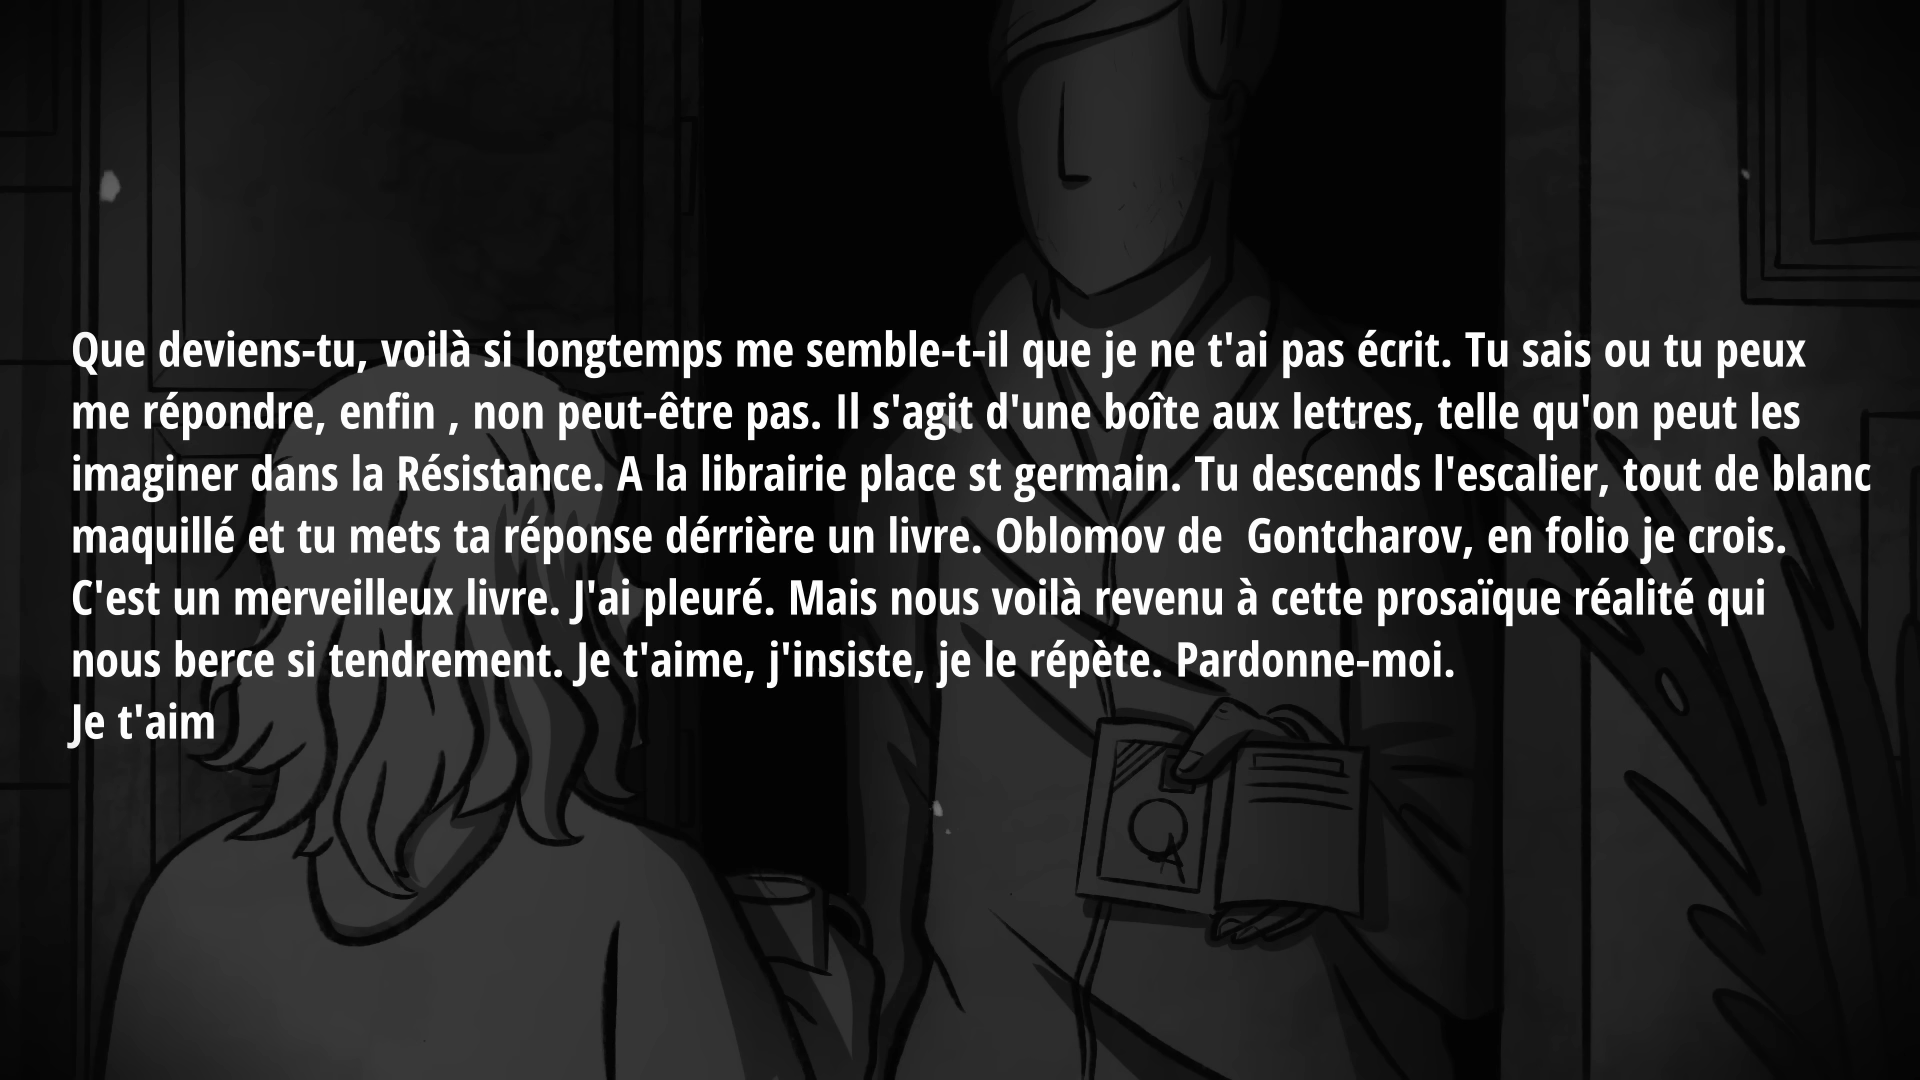 Que deviens-tu, voilà si longtemps me semble-t-il que je ne t'ai pas écrit. Tu sais ou tu peux
me répondre, enfin , non peut-être pas. Il s'agit d'une boîte aux lettres, telle qu'on peut les
imaginer dans la Résistance. A la librairie place st germain. Tu descends l'escalier, tout de blanc
maquillé et tu mets ta réponse dérrière un livre. Oblomov de  Gontcharov, en folio je crois.
C'est un merveilleux livre. J'ai pleuré. Mais nous voilà revenu à cette prosaïque réalité qui
nous berce si tendrement. Je t'aime, j'insiste, je le répète. Pardonne-moi.
Je t'aim